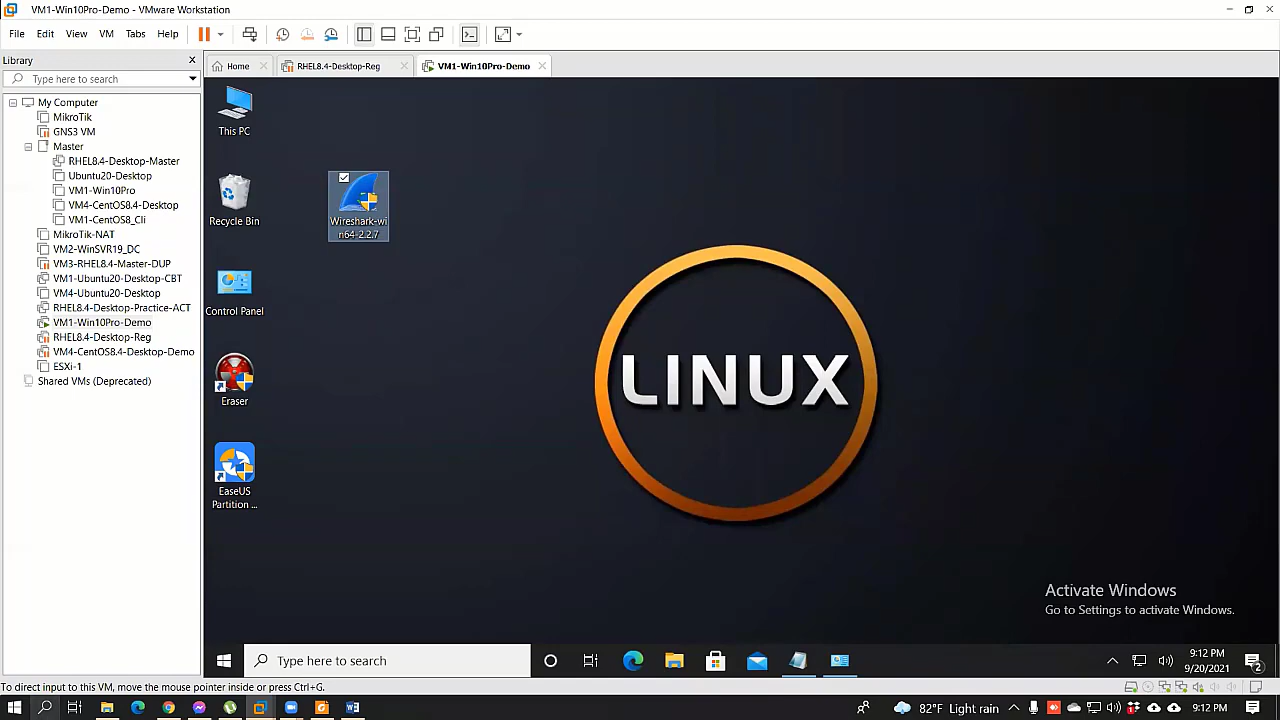 VM1-Win10Pro-Demo - VMware Workstation
File Edit View VM Tabs Help
Library
Type here to search
Home
RHEL8.4-Desktop-Reg
VM1-Win10Pro-Demo
My Computer
MikroTik
GNS3 VM
Master
RHEL8.4-Desktop-Master
Ubuntu20-Desktop
VM1-Win10Pro
VM4-CentOS8.4-Desktop
VM1-CentOS8_Cli
MikroTik-NAT
VM2-WinSVR19_DC
VM3-RHEL8.4-Master-DUP
VM1-Ubuntu20-Desktop-CBT
VM4-Ubuntu20-Desktop
RHEL8.4-Desktop-Practice-ACT
VM1-Win10Pro-Demo
RHEL8.4-Desktop-Reg
VM4-CentOS8.4-Desktop-Demo
ESXi-1
Shared VMs (Deprecated)
This PC
Recycle Bin
Wireshark-wi
n64-2.2.7
Control Panel
Eraser
EaseUS
Partition ...
LINUX
Activate Windows
Go to Settings to activate Windows.
Type here to search
9:12 PM
9/20/2021
2
To direct input to this VM, move the mouse pointer inside or press Ctrl+G.
82°F Light rain
9:12 PM